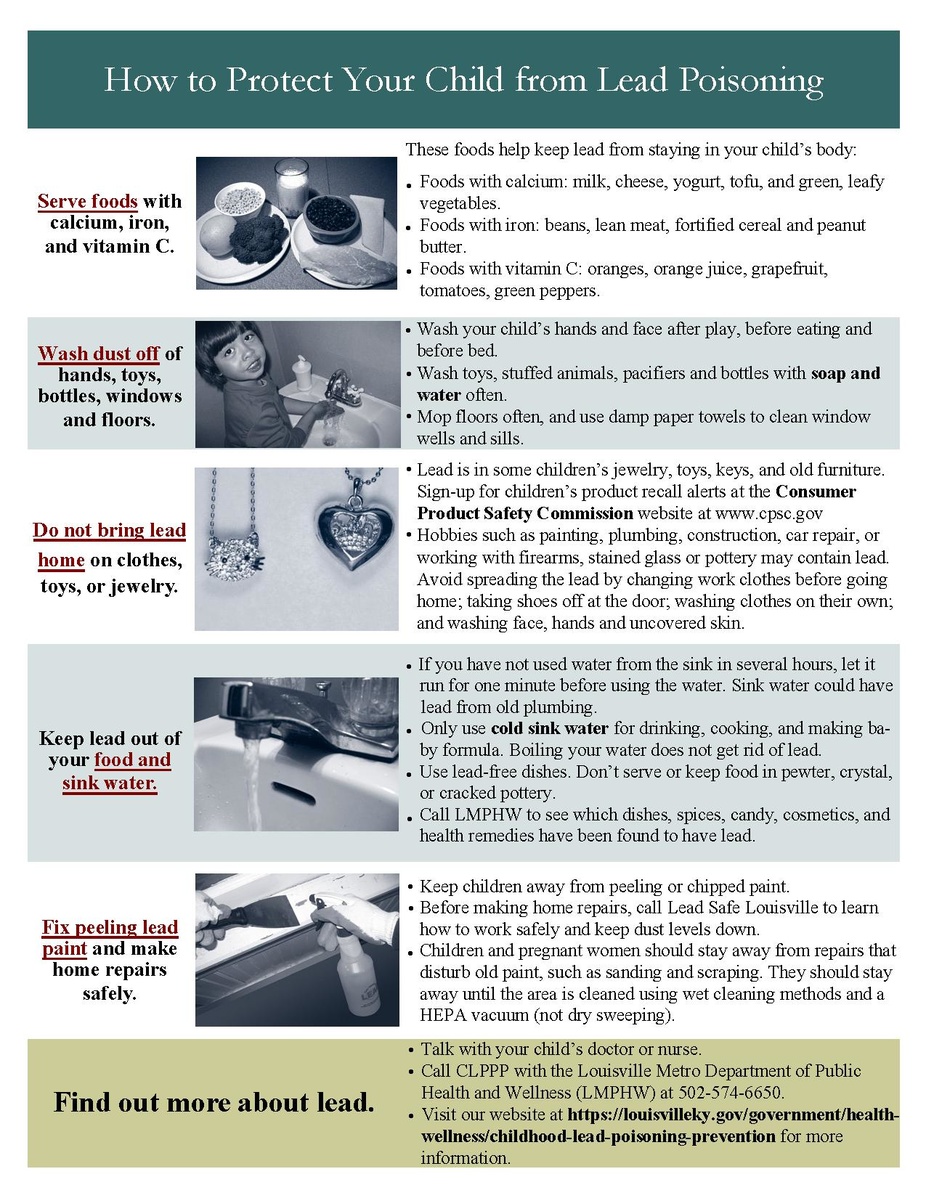 How to Protect Your Child from Lead Poisoning
Serve foods with
calcium, iron,
and vitamin C.
These foods help keep lead from staying in your child’s body:
• Foods with calcium: milk, cheese, yogurt, tofu, and green, leafy
vegetables.
• Foods with iron: beans, lean meat, fortified cereal and peanut
butter.
• Foods with vitamin C: oranges, orange juice, grapefruit,
tomatoes, green peppers.
Wash dust off of
hands, toys,
bottles, windows
and floors.
• Wash your child’s hands and face after play, before eating and
before bed.
• Wash toys, stuffed animals, pacifiers and bottles with soap and
water often.
• Mop floors often, and use damp paper towels to clean window
wells and sills.
Do not bring lead
home on clothes,
toys, or jewelry.
• Lead is in some children’s jewelry, toys, keys, and old furniture.
Sign-up for children’s product recall alerts at the Consumer
Product Safety Commission website at www.cpsc.gov
• Hobbies such as painting, plumbing, construction, car repair, or
working with firearms, stained glass or pottery may contain lead.
Avoid spreading the lead by changing work clothes before going
home; taking shoes off at the door; washing clothes on their own;
and washing face, hands and uncovered skin.
Keep lead out of
your food and
sink water.
• If you have not used water from the sink in several hours, let it
run for one minute before using the water. Sink water could have
lead from old plumbing.
• Only use cold sink water for drinking, cooking, and making ba-
by formula. Boiling your water does not get rid of lead.
• Use lead-free dishes. Don’t serve or keep food in pewter, crystal,
or cracked pottery.
• Call LMPHW to see which dishes, spices, candy, cosmetics, and
health remedies have been found to have lead.
Fix peeling lead
paint and make
home repairs
safely.
• Keep children away from peeling or chipped paint.
• Before making home repairs, call Lead Safe Louisville to learn
how to work safely and keep dust levels down.
• Children and pregnant women should stay away from repairs that
disturb old paint, such as sanding and scraping. They should stay
away until the area is cleaned using wet cleaning methods and a
HEPA vacuum (not dry sweeping).
Find out more about lead.
• Talk with your child’s doctor or nurse.
• Call CLPPP with the Louisville Metro Department of Public
Health and Wellness (LMPHW) at 502-574-6650.
• Visit our website at https://louisvilleky.gov/government/health-
wellness/childhood-lead-poisoning-prevention for more
information.